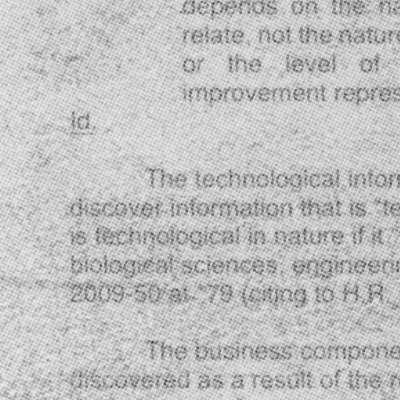 depends on the na
relate, not the nature
or the level of
improvement repres
Id.
The technological infor
discover information that is "te
is technological in nature if it
biological sciences, engineeri
2009-50 at 79 (citing to H.R.
The business compone
discovered as a result of the r